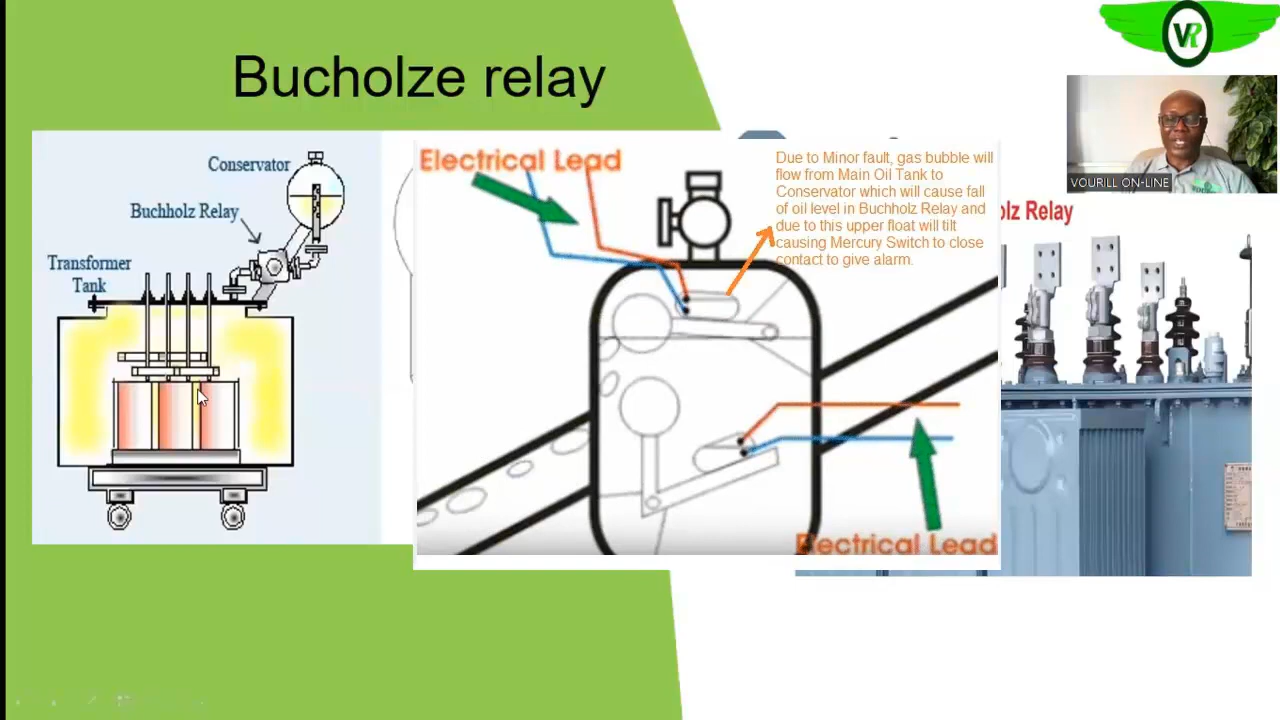 Bucholze relay
VR
VOURILL ON-LINE
Conservator
Buchholz Relay
Transformer
Tank
Electrical Lead
Due to Minor fault, gas bubble will
flow from Main Oil Tank to
Conservator which will cause fall
of oil level in Buchholz Relay and
due to this upper float will tilt
causing Mercury Switch to close
contact to give alarm.
olz Relay
Electrical Lead